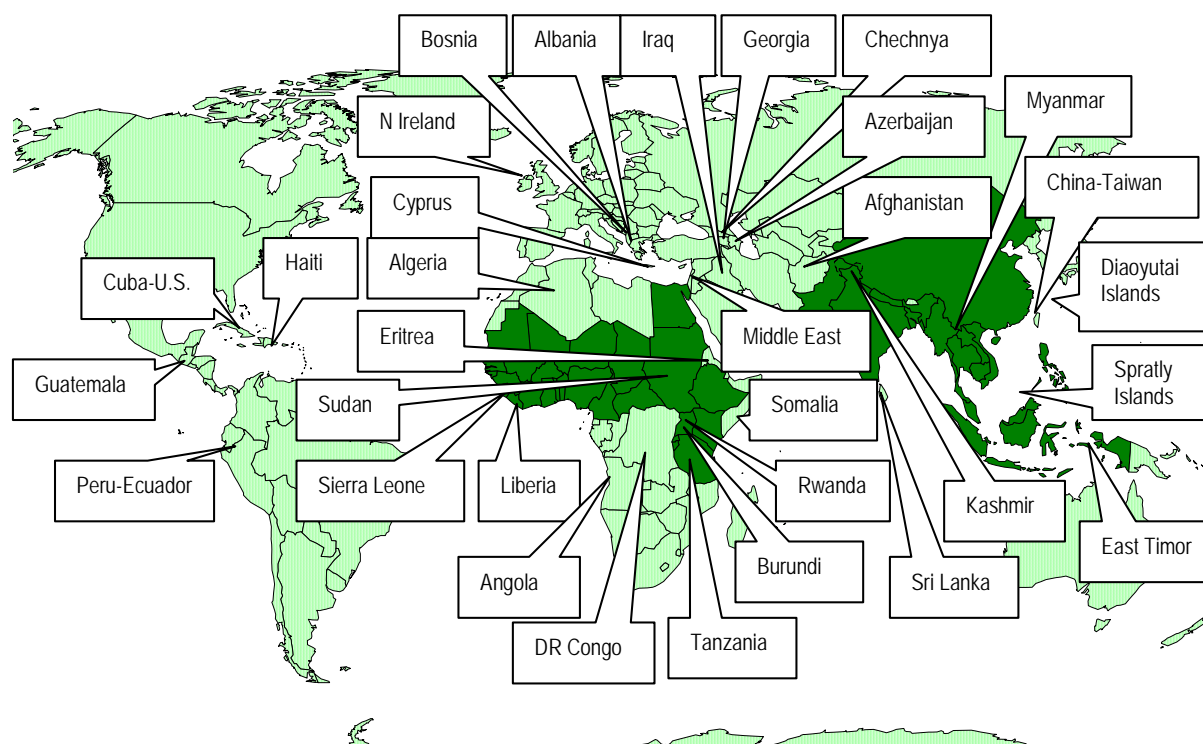 Bosnia
Albania
Iraq
Georgia
Chechnya
Myanmar
N Ireland
Azerbaijan
China-Taiwan
Cyprus
Afghanistan
Haiti
Algeria
Cuba-U.S.
Diaoyutai
Islands
Eritrea
Middle East
Guatemala
Spratly
Islands
Sudan
Somalia
Peru-Ecuador
Sierra Leone
Liberia
Rwanda
Kashmir
East Timor
Angola
Burundi
Sri Lanka
DR Congo
Tanzania